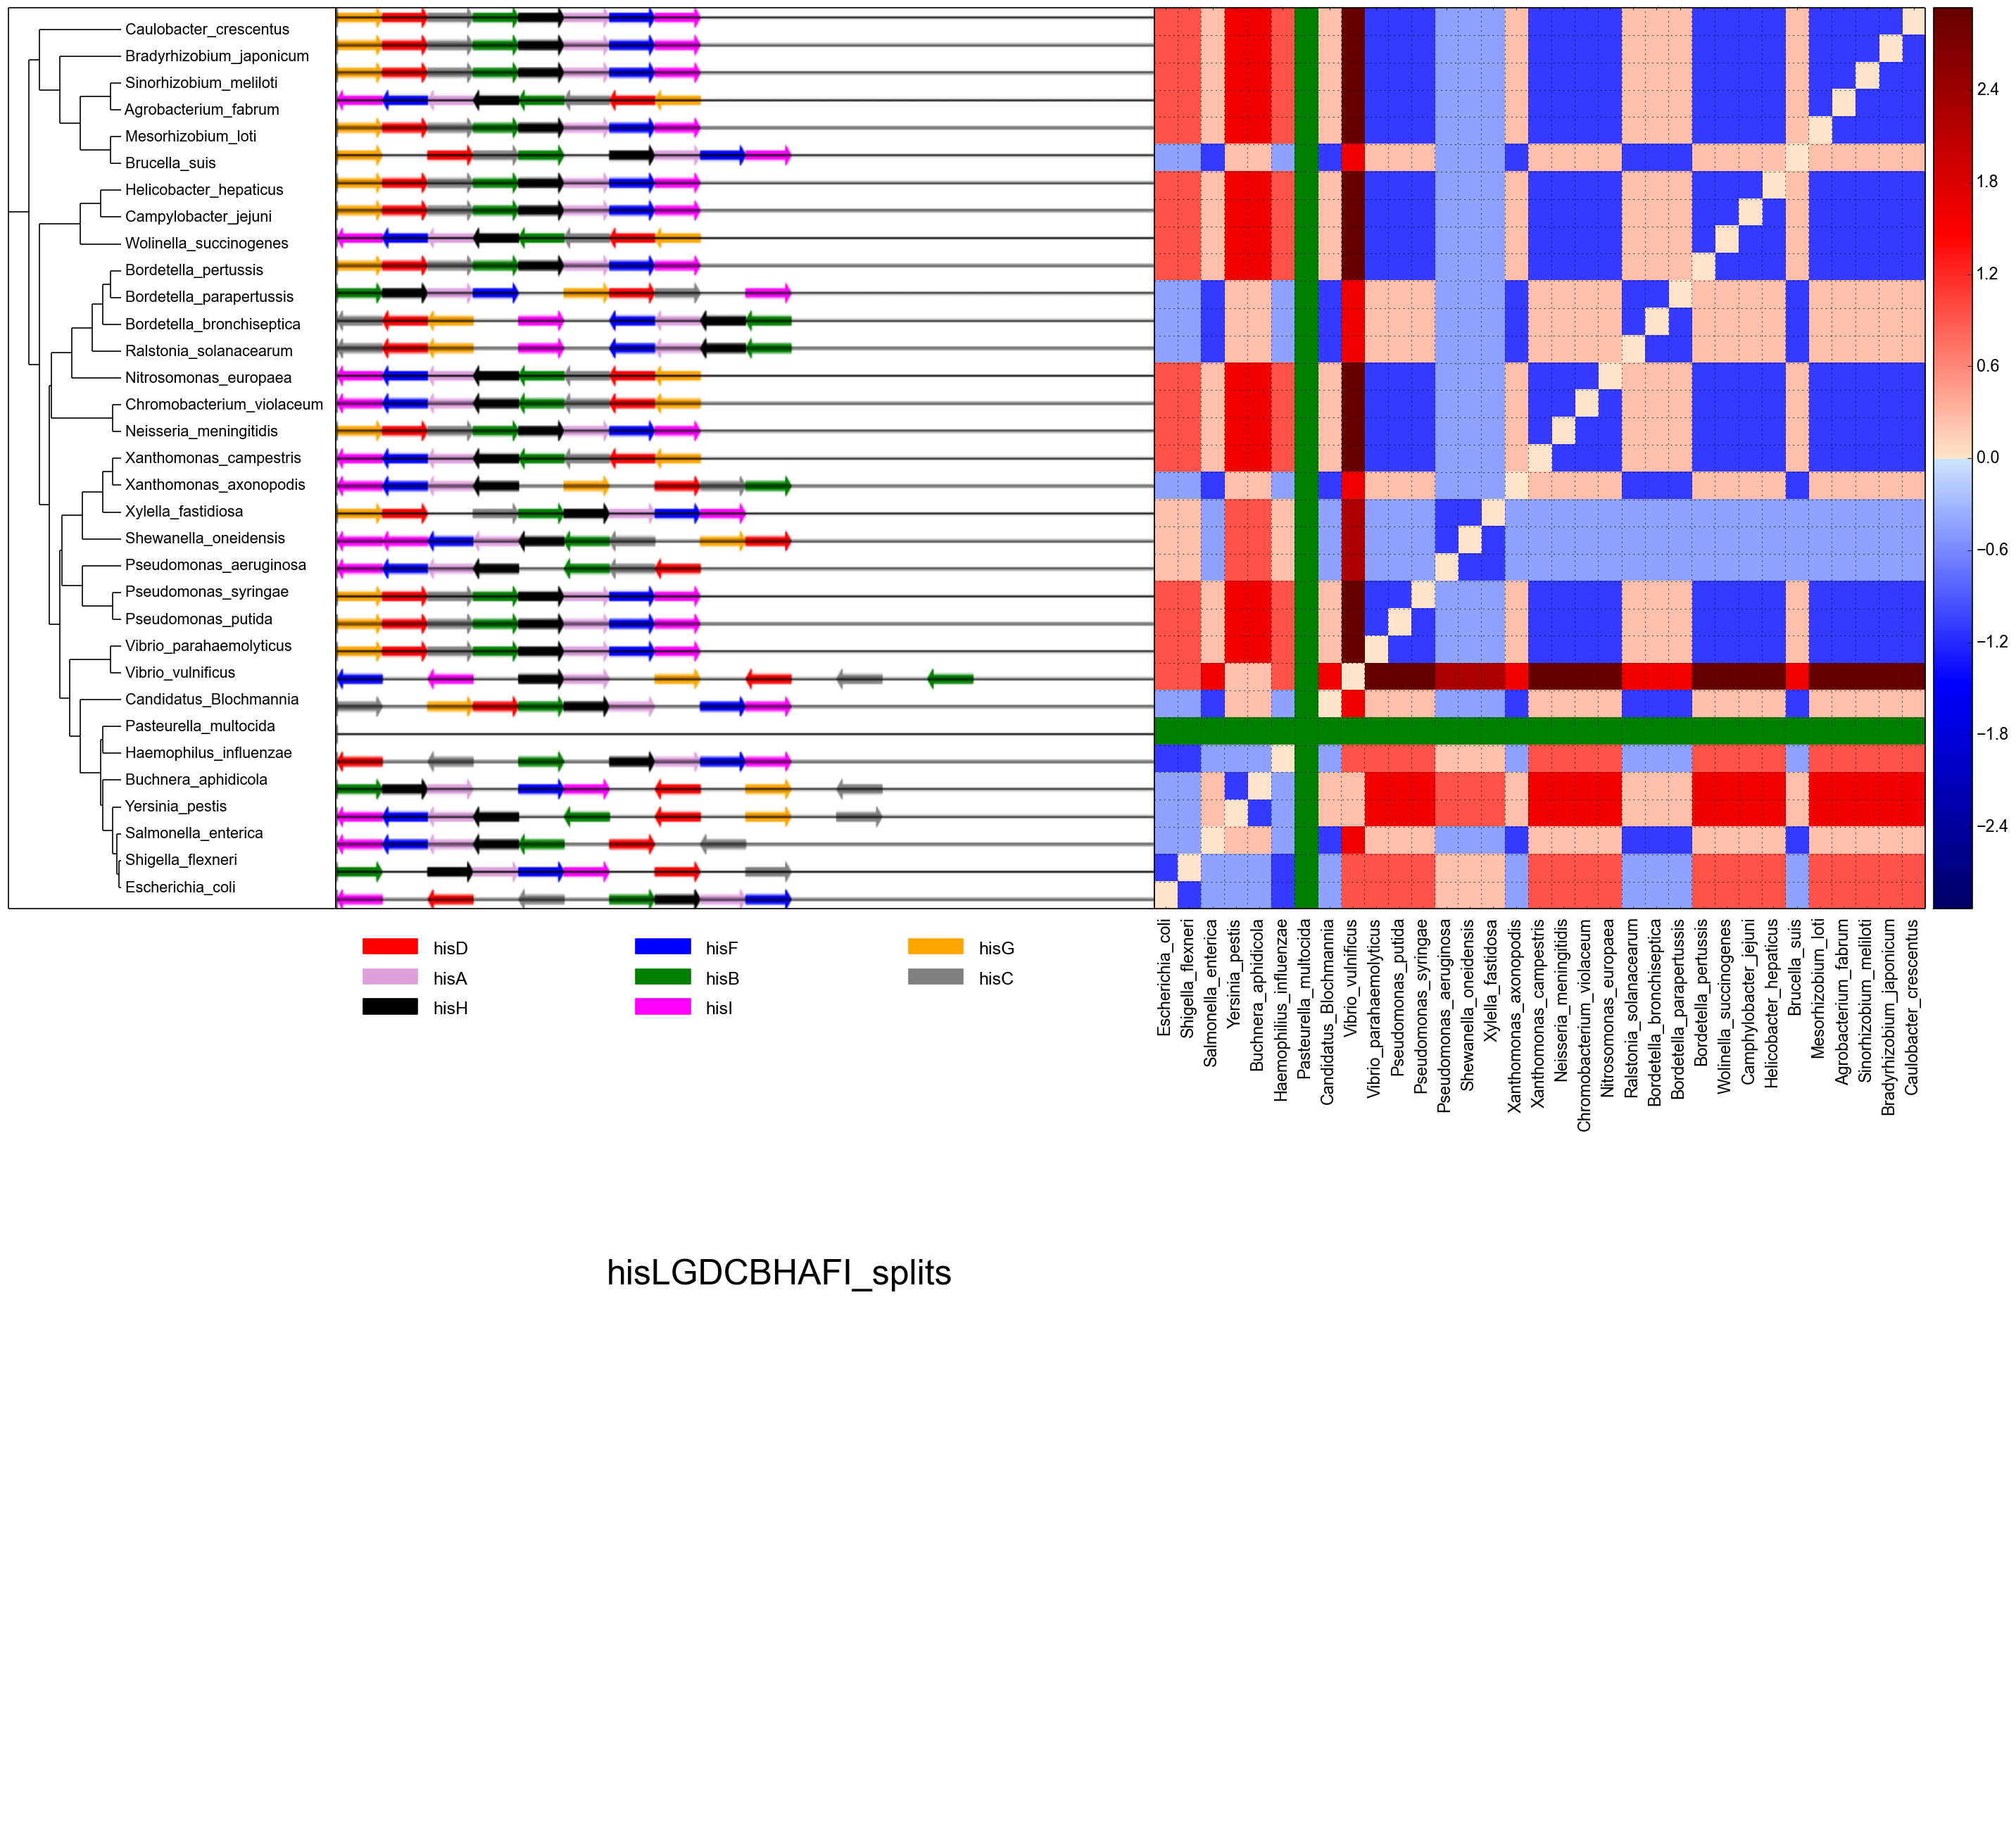 Caulobacter_crescentus
Bradyrhizobium_japonicum
Sinorhizobium_meliloti
Agrobacterium_fabrum
Mesorhizobium_loti
Brucella_suis
Helicobacter_hepaticus
Campylobacter_jejuni
Wolinella_succinogenes
Bordetella_pertussis
Bordetella_parapertussis
Bordetella_bronchiseptica
Ralstonia_solanacearum
Nitrosomonas_europaea
Chromobacterium_violaceum
Neisseria_meningitidis
Xanthomonas_campestris
Xanthomonas_axonopodis
Xylella_fastidiosa
Shewanella_oneidensis
Pseudomonas_aeruginosa
Pseudomonas_syringae
Pseudomonas_putida
Vibrio_parahaemolyticus
Vibrio_vulnificus
Candidatus_Blochmannia
Pasteurella_multocida
Haemophilus_influenzae
Buchnera_aphidicola
Yersinia_pestis
Salmonella_enterica
Shigella_flexneri
Escherichia_coli
2.4
1.8
1.2
0.6
0.0
−0.6
−1.2
−1.8
−2.4
Escherichia_coli
Shigella_flexneri
Salmonella_enterica
Yersinia_pestis
Buchnera_aphidicola
Haemophilus_influenzae
Pasteurella_multocida
Candidatus_Blochmannia
Vibrio_vulnificus
Vibrio_parahaemolyticus
Pseudomonas_putida
Pseudomonas_syringae
Pseudomonas_aeruginosa
Shewanella_oneidensis
Xylella_fastidiosa
Xanthomonas_axonopodis
Xanthomonas_campestris
Neisseria_meningitidis
Chromobacterium_violaceum
Nitrosomonas_europaea
Ralstonia_solanacearum
Bordetella_bronchiseptica
Bordetella_parapertussis
Bordetella_pertussis
Wolinella_succinogenes
Camphylobacter_jejuni
Helicobacter_hepaticus
Brucella_suis
Mesorhizobium_loti
Agrobacterium_fabrum
Sinorhizobium_meliloti
Bradyrhizobium_japonicum
Caulobacter_crescentus
hisD hisF hisG
hisA hisB hisC
hisH hisI
hisLGDCBHAFI_splits